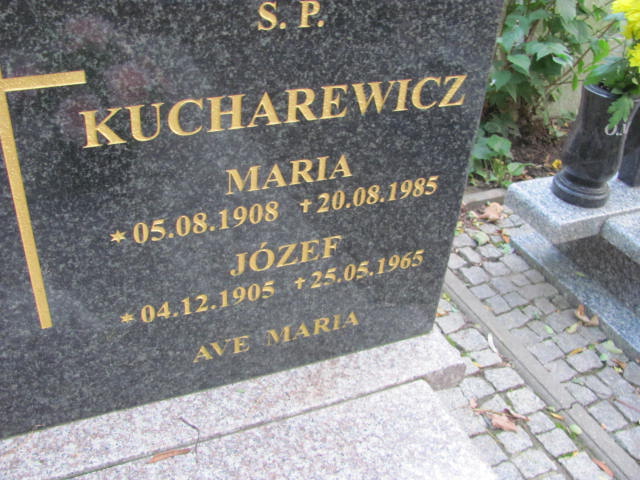 S. P.
KUCHAREWICZ
MARIA
*05.08.1908 †20.08.1985
JÓZEF
*04.12.1905 †25.05.1965
AVE MARIA